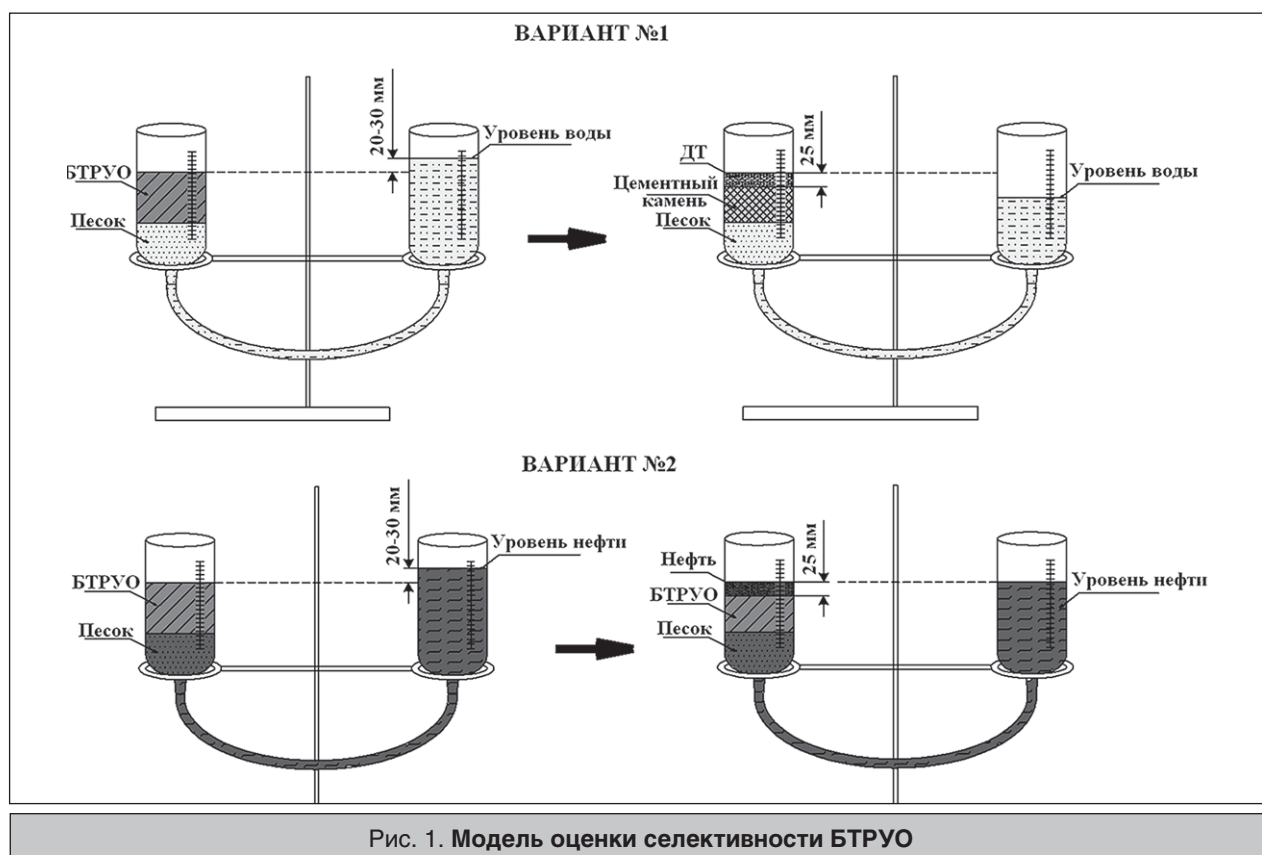 ВАРИАНТ №1
20-30 мм
Уровень воды
БТРУО
Песок
25 мм
ДТ
Цементный
камень
Песок
Уровень воды
ВАРИАНТ №2
20-30 мм
Уровень нефти
БТРУО
Песок
25 мм
Нефть
БТРУО
Песок
Уровень нефти
Рис. 1. Модель оценки селективности БТРУО